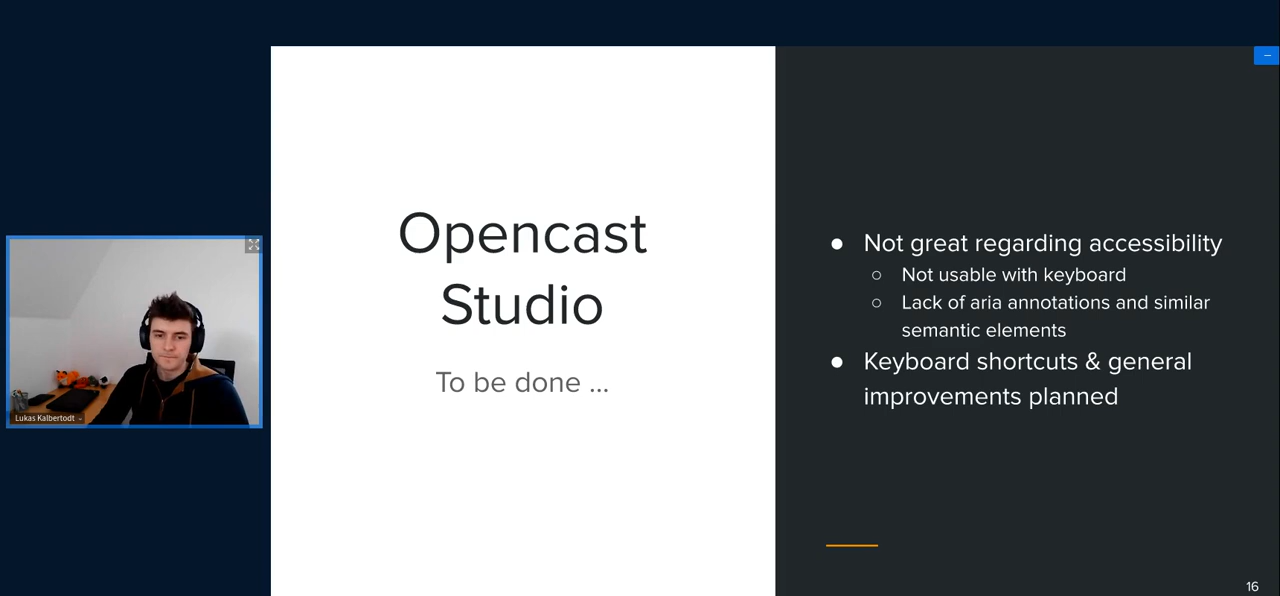 Opencast
Studio
To be done ...
● Not great regarding accessibility
○ Not usable with keyboard
○ Lack of aria annotations and similar
semantic elements
● Keyboard shortcuts & general
improvements planned
Lukas Kalbertodt
16